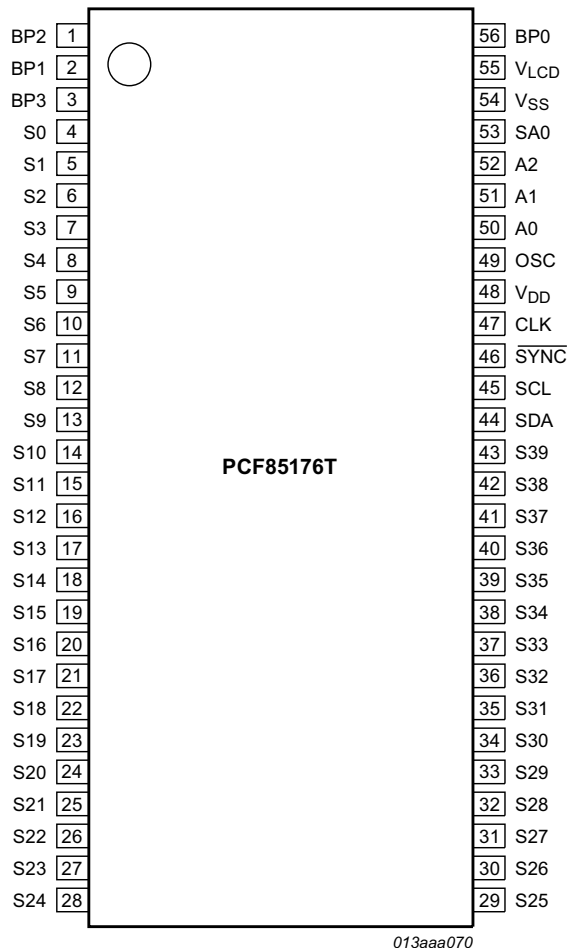 BP2 1 56 BP0
BP1 2 55 VLCD
BP3 3 54 VSS
S0 4 53 SA0
S1 5 52 A2
S2 6 51 A1
S3 7 50 A0
S4 8 49 OSC
S5 9 48 VDD
S6 10 47 CLK
S7 11 46 S̅Y̅N̅C̅
S8 12 45 SCL
S9 13 44 SDA
S10 14 43 S39
S11 15 42 S38
PCF85176T
S12 16 41 S37
S13 17 40 S36
S14 18 39 S35
S15 19 38 S34
S16 20 37 S33
S17 21 36 S32
S18 22 35 S31
S19 23 34 S30
S20 24 33 S29
S21 25 32 S28
S22 26 31 S27
S23 27 30 S26
S24 28 29 S25
013aaa070